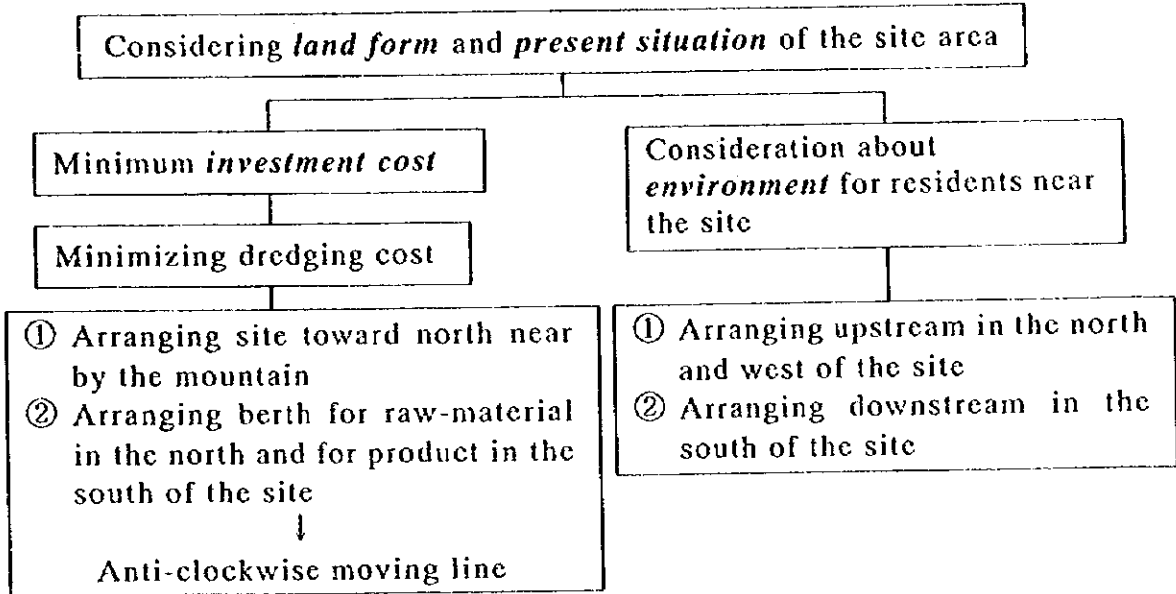 Considering land form and present situation of the site area
Minimum investment cost
Minimizing dredging cost
① Arranging site toward north near
by the mountain
② Arranging berth for raw-material
in the north and for product in the
south of the site
↓
Anti-clockwise moving line
Consideration about
environment for residents near
the site
① Arranging upstream in the north
and west of the site
② Arranging downstream in the
south of the site